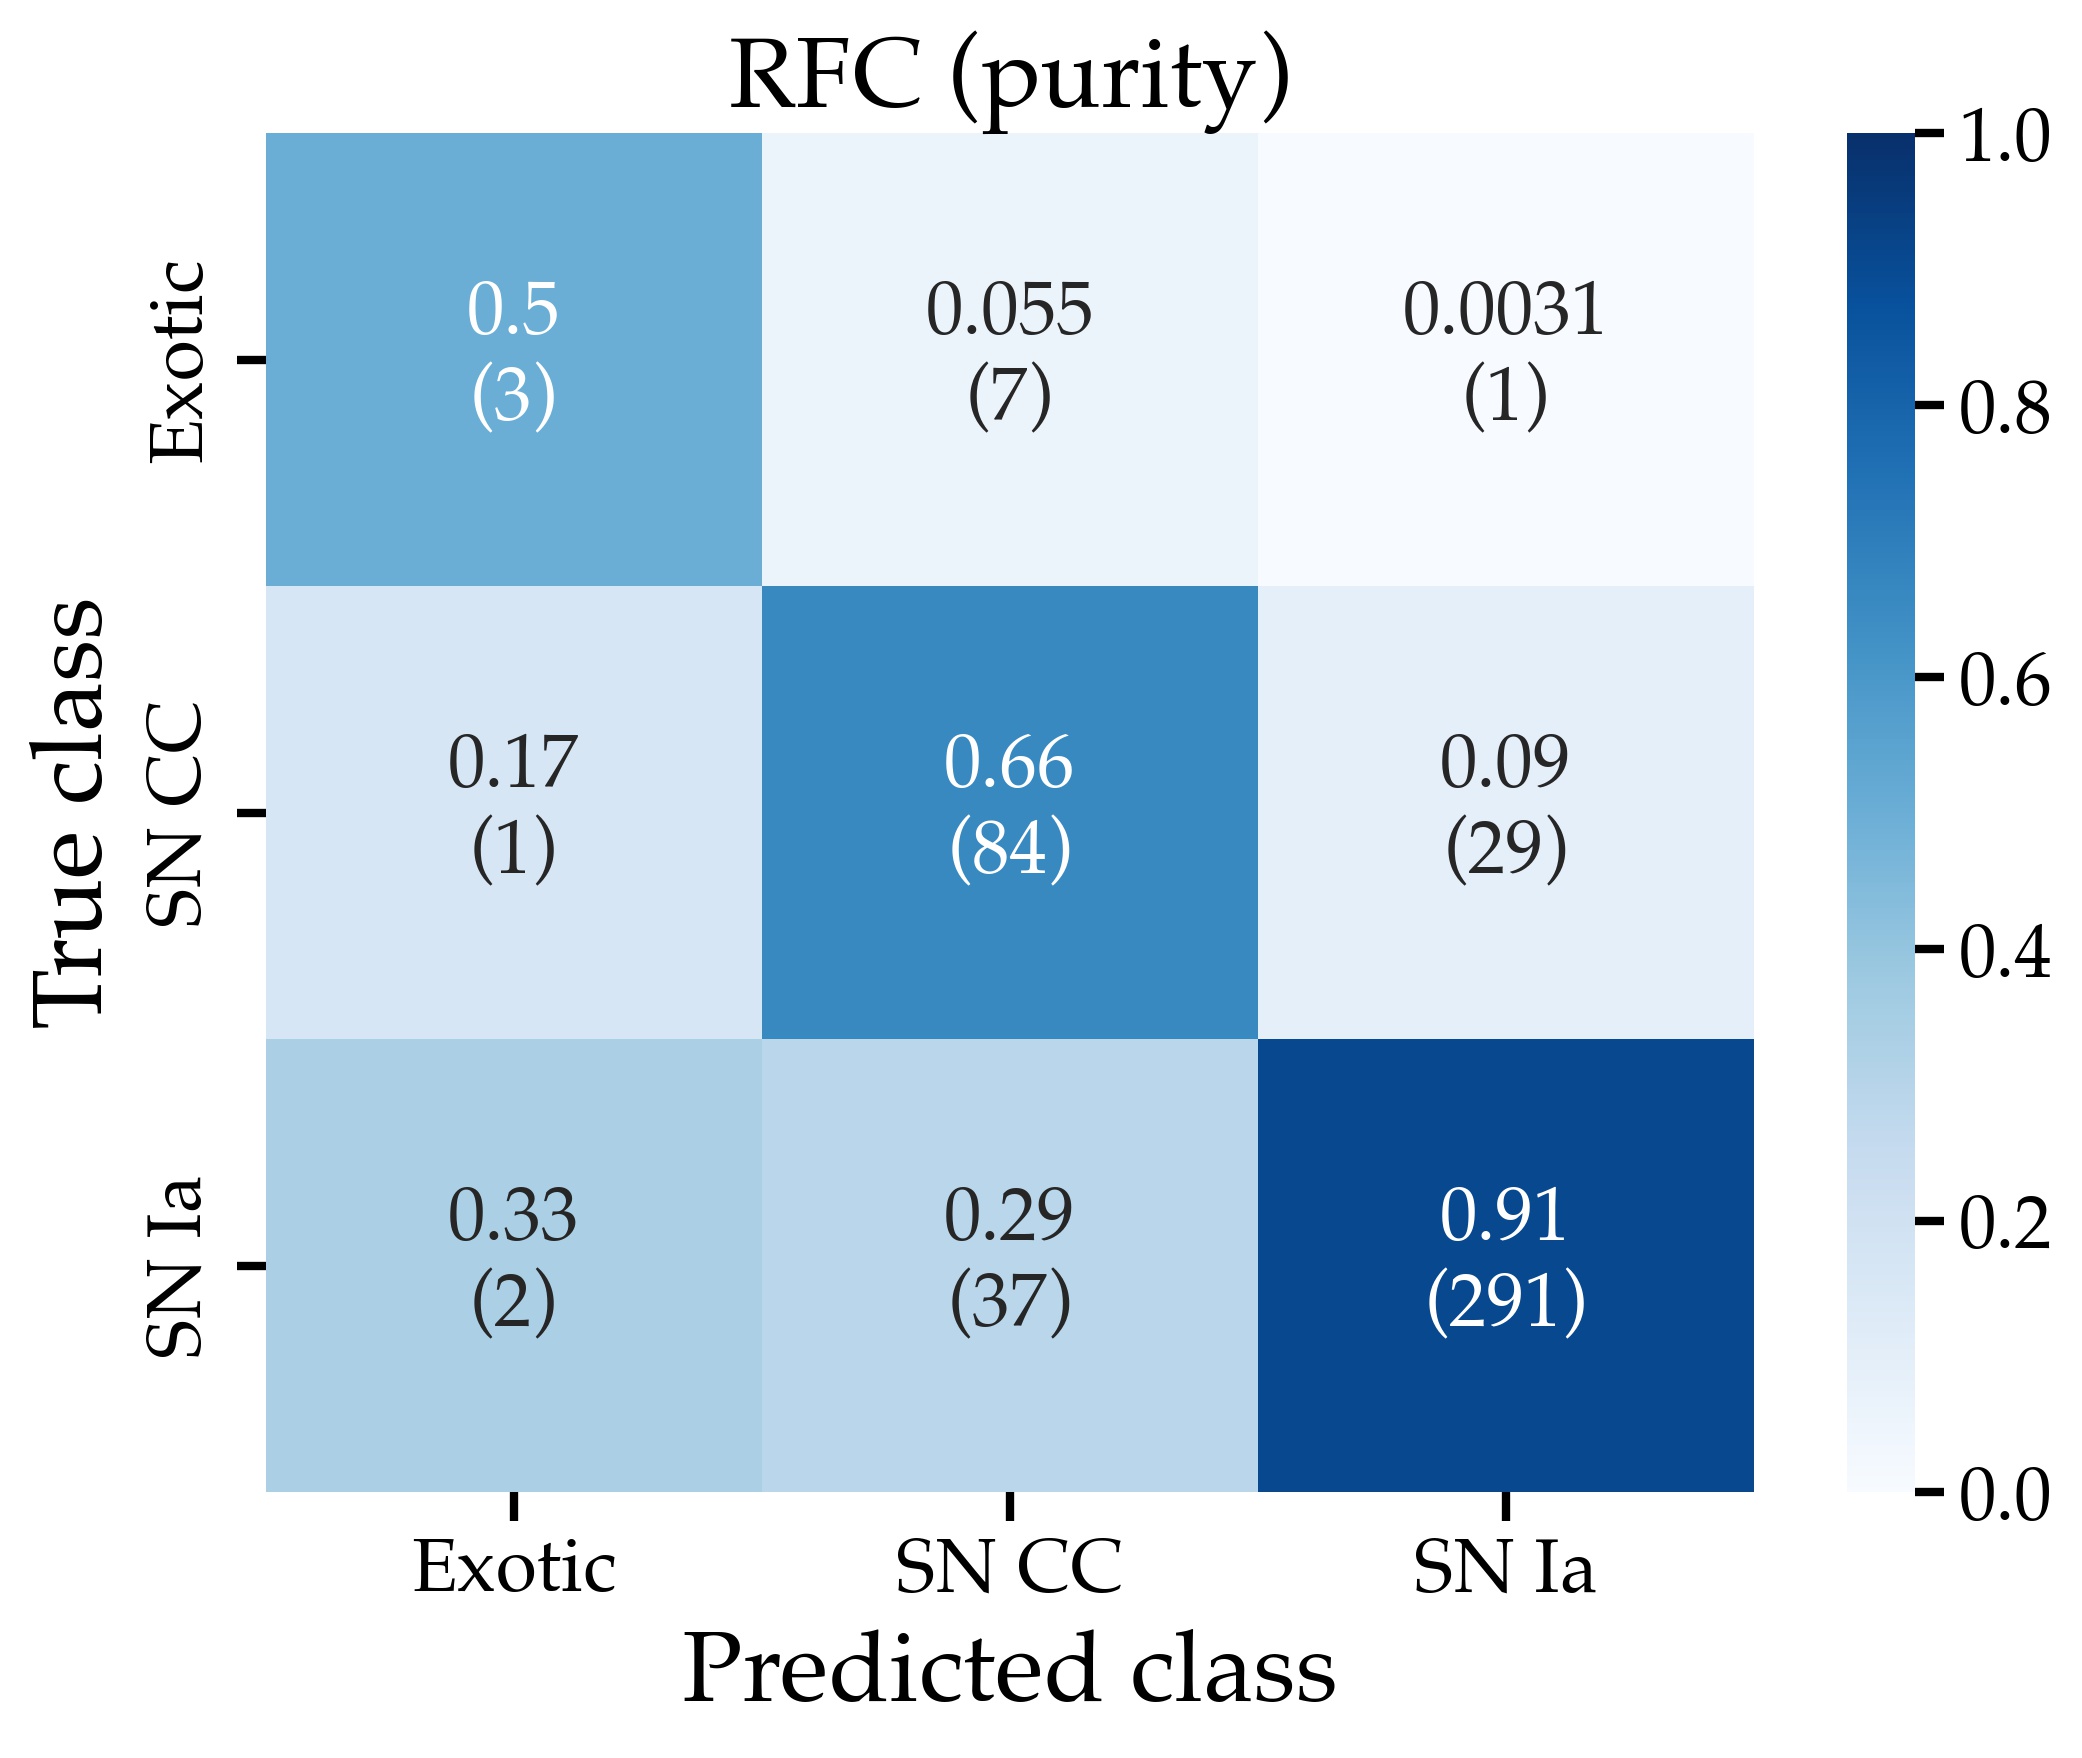 RFC (purity)
True class
Exotic
SN CC
SN Ia
0.5
(3)
0.055
(7)
0.0031
(1)
0.17
(1)
0.66
(84)
0.09
(29)
0.33
(2)
0.29
(37)
0.91
(291)
Exotic
SN CC
SN Ia
Predicted class
1.0
0.8
0.6
0.4
0.2
0.0